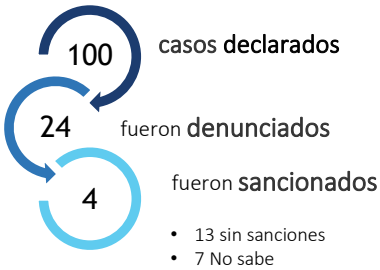 100 casos declarados
24 fueron denunciados
4 fueron sancionados
• 13 sin sanciones
• 7 No sabe